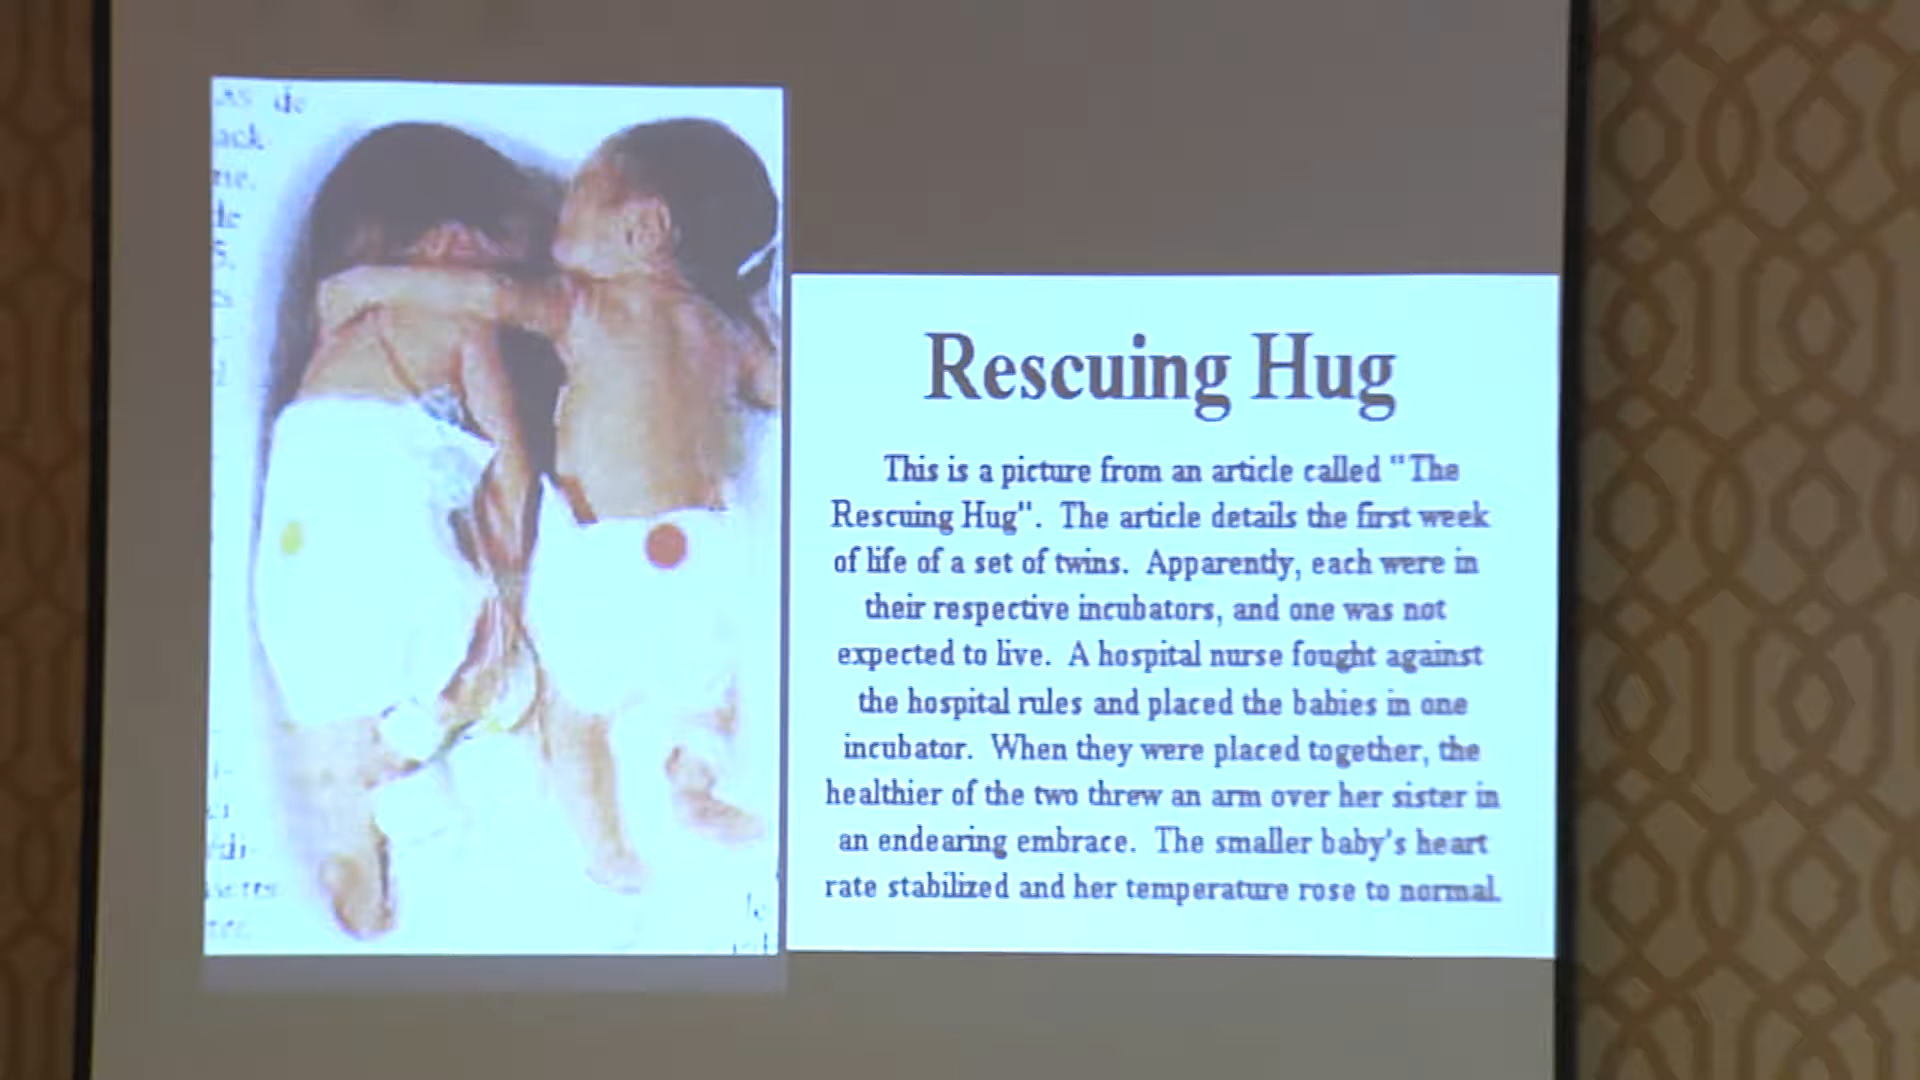 de
ack
de
Rescuing Hug
This is a picture from an article called "The
Rescuing Hug". The article details the first week
of life of a set of twins. Apparently, each were in
their respective incubators, and one was not
expected to live. A hospital nurse fought against
the hospital rules and placed the babies in one
incubator. When they were placed together, the
healthier of the two threw an arm over her sister in
an endearing embrace. The smaller baby's heart
rate stabilized and her temperature rose to normal.